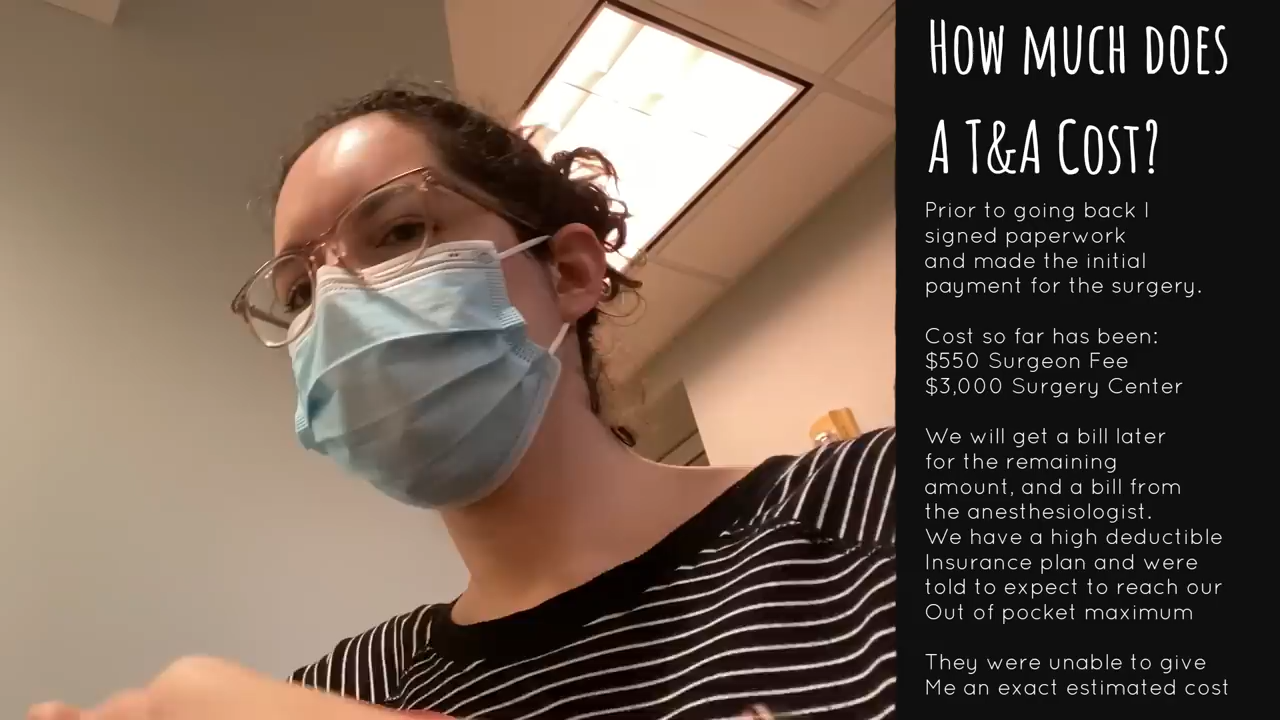 How much does
A T&A Cost?
Prior to going back I
signed paperwork
and made the initial
payment for the surgery.
Cost so far has been:
$550 Surgeon Fee
$3,000 Surgery Center
We will get a bill later
for the remaining
amount, and a bill from
the anesthesiologist.
We have a high deductible
Insurance plan and were
told to expect to reach our
Out of pocket maximum
They were unable to give
Me an exact estimated cost